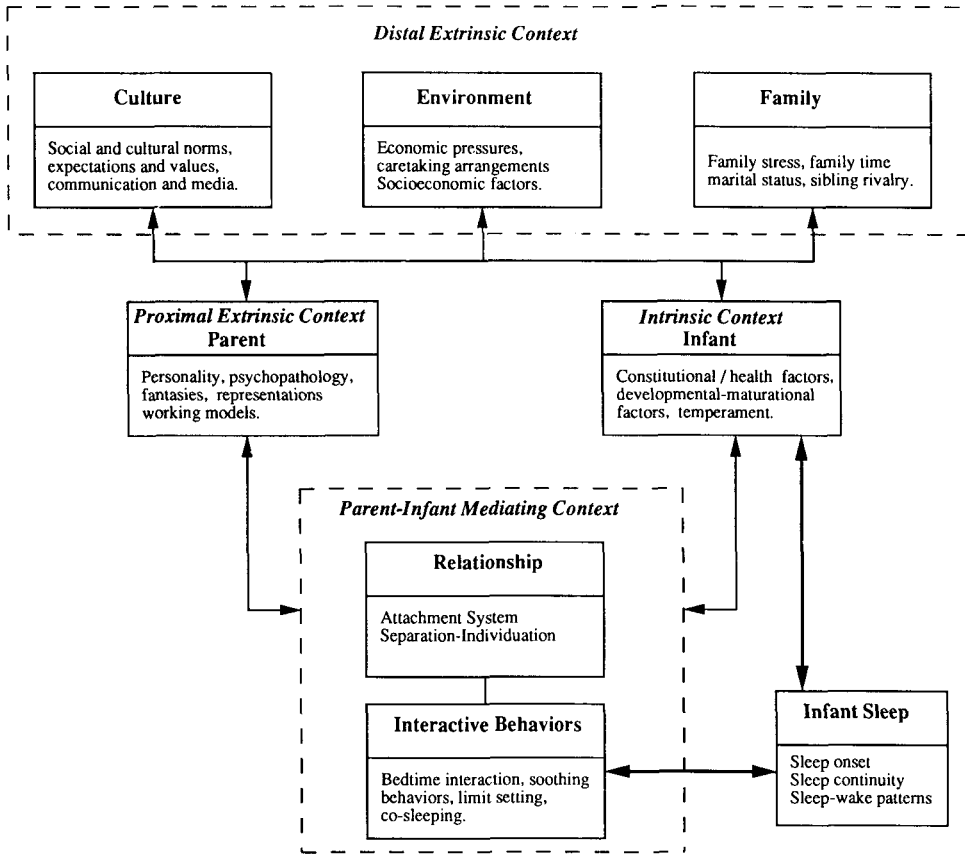 Distal Extrinsic Context
Culture
Social and cultural norms,
expectations and values,
communication and media.
Environment
Economic pressures,
caretaking arrangements
Socioeconomic factors.
Family
Family stress, family time
marital status, sibling rivalry.
Proximal Extrinsic Context
Parent
Personality, psychopathology,
fantasies, representations
working models.
Intrinsic Context
Infant
Constitutional / health factors,
developmental-maturational
factors, temperament.
Parent-Infant Mediating Context
Relationship
Attachment System
Separation-Individuation
Interactive Behaviors
Bedtime interaction, soothing
behaviors, limit setting,
co-sleeping.
Infant Sleep
Sleep onset
Sleep continuity
Sleep-wake patterns